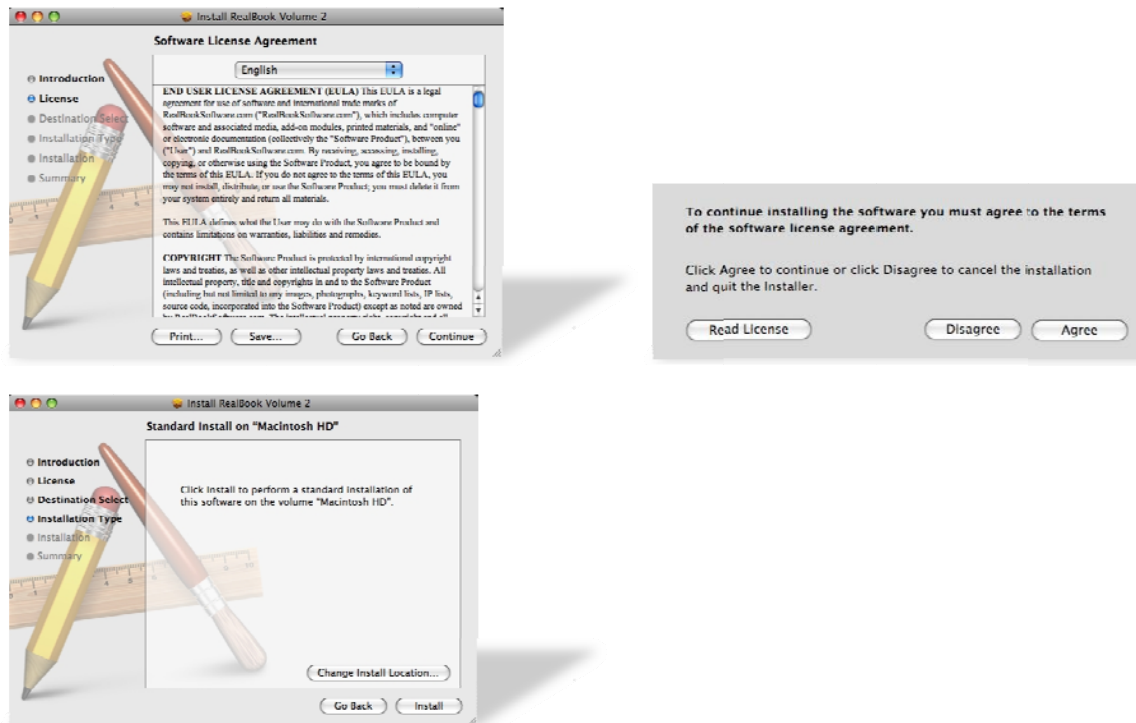 Install RealBook Volume 2
Software License Agreement
English
Introduction
License
Destination Select
Installation Type
Installation
Summary
END USER LICENSE AGREEMENT (EULA) This EULA is a legal
agreement for use of software and international trade marks of
RealBookSoftware.com ("RealBookSoftware.com"), which includes computer
software and associated media, add-on modules, printed materials, and "online"
or electronic documentation (collectively the "Software Product"), between you
("User") and RealBookSoftware.com. By receiving, accessing, installing,
copying, or otherwise using the Software Product, you agree to be bound by
the terms of this EULA. If you do not agree to the terms of this EULA, you
may not install, distribute, or use the Software Product; you must delete it from
your system entirely and return all materials.
This EULA defines what the User may do with the Software Product and
contains limitations on warranties, liabilities and remedies.
COPYRIGHT The Software Product is protected by international copyright
laws and treaties, as well as other intellectual property laws and treaties. All
intellectual property, title and copyrights in and to the Software Product
(including but not limited to any images, photographs, keyword lists, IP lists,
source code, incorporated into the Software Product) except as noted are owned
Print... Save... Go Back Continue
To continue installing the software you must agree to the terms
of the software license agreement.
Click Agree to continue or click Disagree to cancel the installation
and quit the Installer.
Read License Disagree Agree
Install RealBook Volume 2
Standard Install on "Macintosh HD"
Introduction
License
Destination Select
Installation Type
Installation
Summary
Click Install to perform a standard installation of
this software on the volume "Macintosh HD".
Change Install Location...
Go Back Install